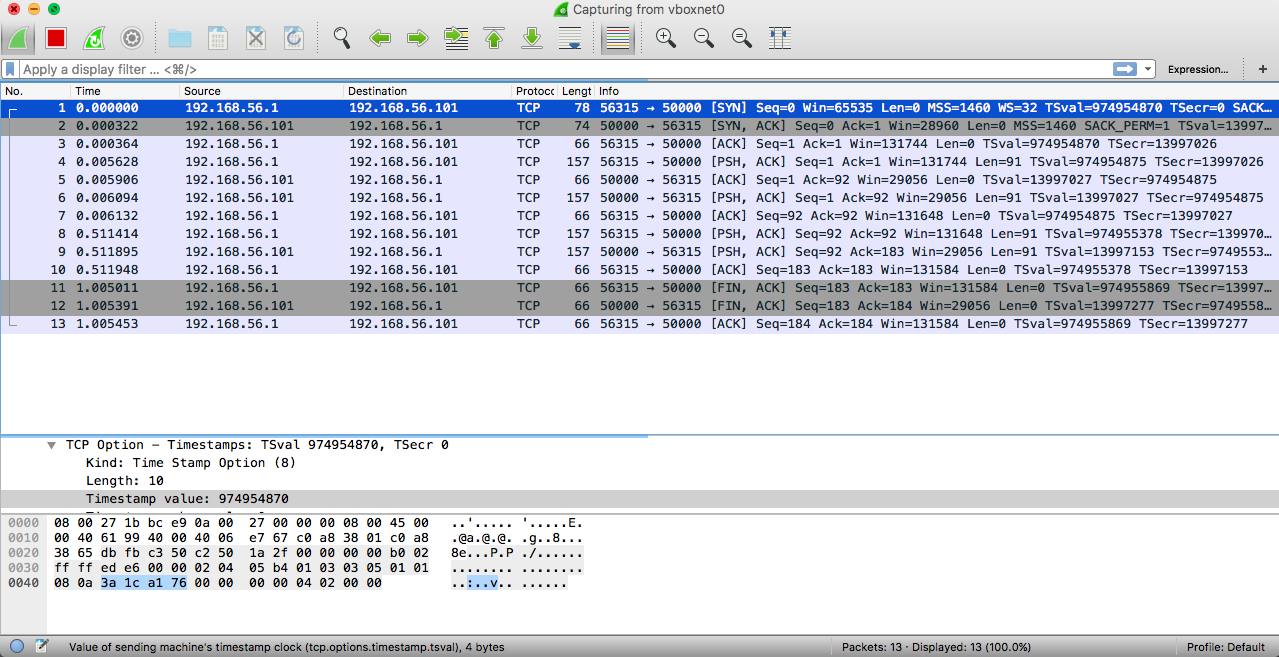 Capturing from vboxnet0
Apply a display filter ... <⌘/>
Expression...
+
No. Time Source Destination Protocc Lengt Info
1 0.000000 192.168.56.1 192.168.56.101 TCP 78 56315 → 50000 [SYN] Seq=0 Win=65535 Len=0 MSS=1460 WS=32 TSval=974954870 TSecr=0 SACK…
2 0.000322 192.168.56.101 192.168.56.1 TCP 74 50000 → 56315 [SYN, ACK] Seq=0 Ack=1 Win=28960 Len=0 MSS=1460 SACK_PERM=1 TSval=13997…
3 0.000364 192.168.56.1 192.168.56.101 TCP 66 56315 → 50000 [ACK] Seq=1 Ack=1 Win=131744 Len=0 TSval=974954870 TSecr=13997026
4 0.005628 192.168.56.1 192.168.56.101 TCP 157 56315 → 50000 [PSH, ACK] Seq=1 Ack=1 Win=131744 Len=91 TSval=974954875 TSecr=13997026
5 0.005906 192.168.56.101 192.168.56.1 TCP 66 50000 → 56315 [ACK] Seq=1 Ack=92 Win=29056 Len=0 TSval=13997027 TSecr=974954875
6 0.006094 192.168.56.101 192.168.56.1 TCP 157 50000 → 56315 [PSH, ACK] Seq=1 Ack=92 Win=29056 Len=91 TSval=13997027 TSecr=974954875
7 0.006132 192.168.56.1 192.168.56.101 TCP 66 56315 → 50000 [ACK] Seq=92 Ack=92 Win=131648 Len=0 TSval=974954875 TSecr=13997027
8 0.511414 192.168.56.1 192.168.56.101 TCP 157 56315 → 50000 [PSH, ACK] Seq=92 Ack=92 Win=131648 Len=91 TSval=974955378 TSecr=139970…
9 0.511895 192.168.56.101 192.168.56.1 TCP 157 50000 → 56315 [PSH, ACK] Seq=92 Ack=183 Win=29056 Len=91 TSval=13997153 TSecr=9749553…
10 0.511948 192.168.56.1 192.168.56.101 TCP 66 56315 → 50000 [ACK] Seq=183 Ack=183 Win=131584 Len=0 TSval=974955378 TSecr=13997153
11 1.005011 192.168.56.1 192.168.56.101 TCP 66 56315 → 50000 [FIN, ACK] Seq=183 Ack=183 Win=131584 Len=0 TSval=974955869 TSecr=13997…
12 1.005391 192.168.56.101 192.168.56.1 TCP 66 50000 → 56315 [FIN, ACK] Seq=183 Ack=184 Win=29056 Len=0 TSval=13997277 TSecr=9749558…
13 1.005453 192.168.56.1 192.168.56.101 TCP 66 56315 → 50000 [ACK] Seq=184 Ack=184 Win=131584 Len=0 TSval=974955869 TSecr=13997277
TCP Option – Timestamps: TSval 974954870, TSecr 0
Kind: Time Stamp Option (8)
Length: 10
Timestamp value: 974954870
0000 08 00 27 1b bc e9 0a 00 27 00 00 00 08 00 45 00 ..'..... '.....E.
0010 00 40 61 99 40 00 40 06 e7 67 c0 a8 38 01 c0 a8 .@a.@.@. .g..8...
0020 38 65 db fb c3 50 c2 50 1a 2f 00 00 00 00 b0 02 8e...P.P ./......
0030 ff ff ed e6 00 00 02 04 05 b4 01 03 03 05 01 01 ........ ........
0040 08 0a 3a 1c a1 76 00 00 00 00 04 02 00 00 ..:..v.. ......
Value of sending machine's timestamp clock (tcp.options.timestamp.tsval), 4 bytes
Packets: 13 · Displayed: 13 (100.0%)
Profile: Default